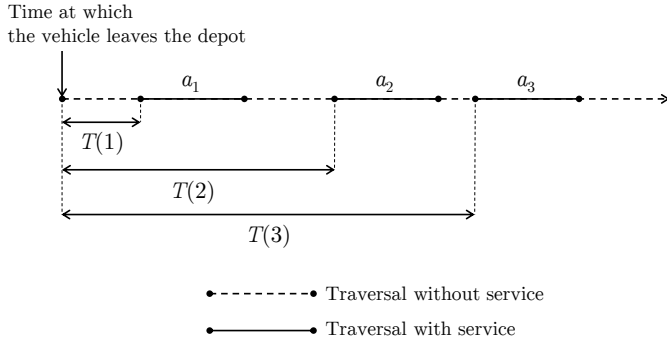 Time at which
the vehicle leaves the depot
a₁ a₂ a₃
T(1)
T(2)
T(3)
Traversal without service
Traversal with service